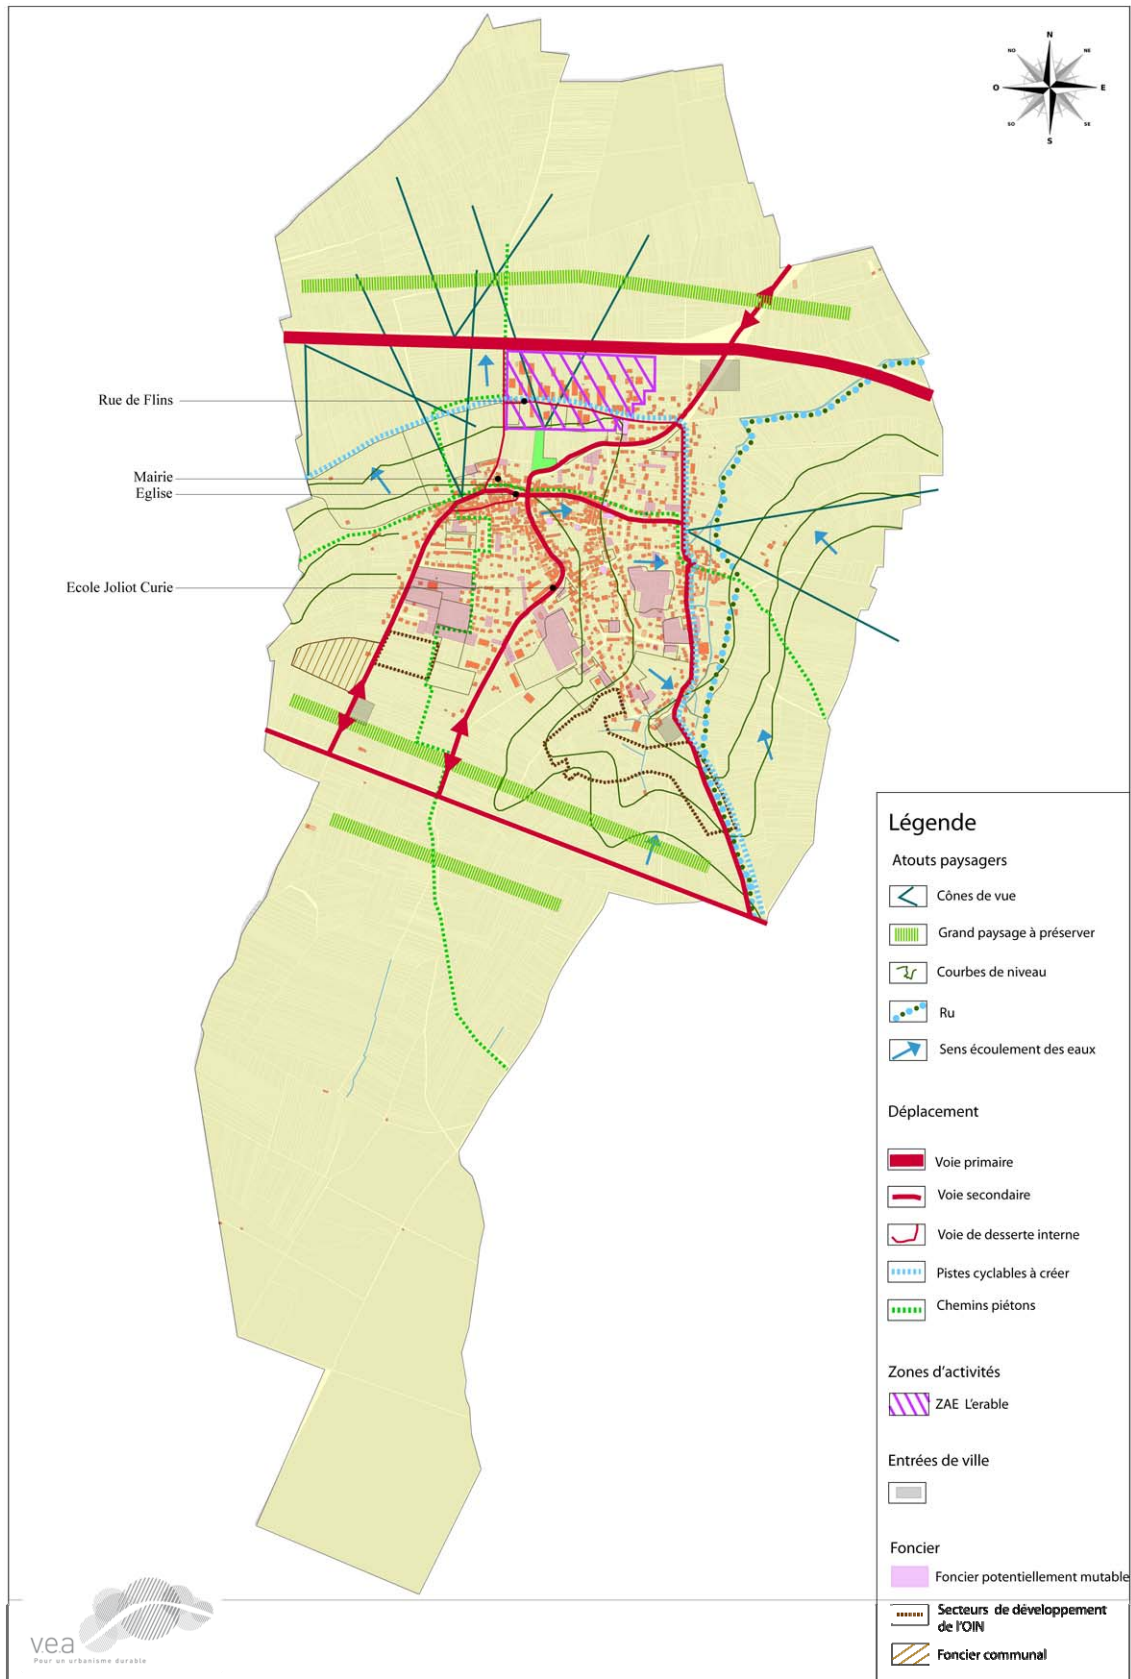 N
NO
NE
O
E
SO
SE
S
Rue de Flins
Mairie
Eglise
Ecole Joliot Curie
Légende
Atouts paysagers
Cônes de vue
Grand paysage à préserver
Courbes de niveau
Ru
Sens écoulement des eaux
Déplacement
Voie primaire
Voie secondaire
Voie de desserte interne
Pistes cyclables à créer
Chemins piétons
Zones d'activités
ZAE L'erable
Entrées de ville
Foncier
Foncier potentiellement mutable
Secteurs de développement
de l'OIN
Foncier communal
vea
Pour un urbanisme durable